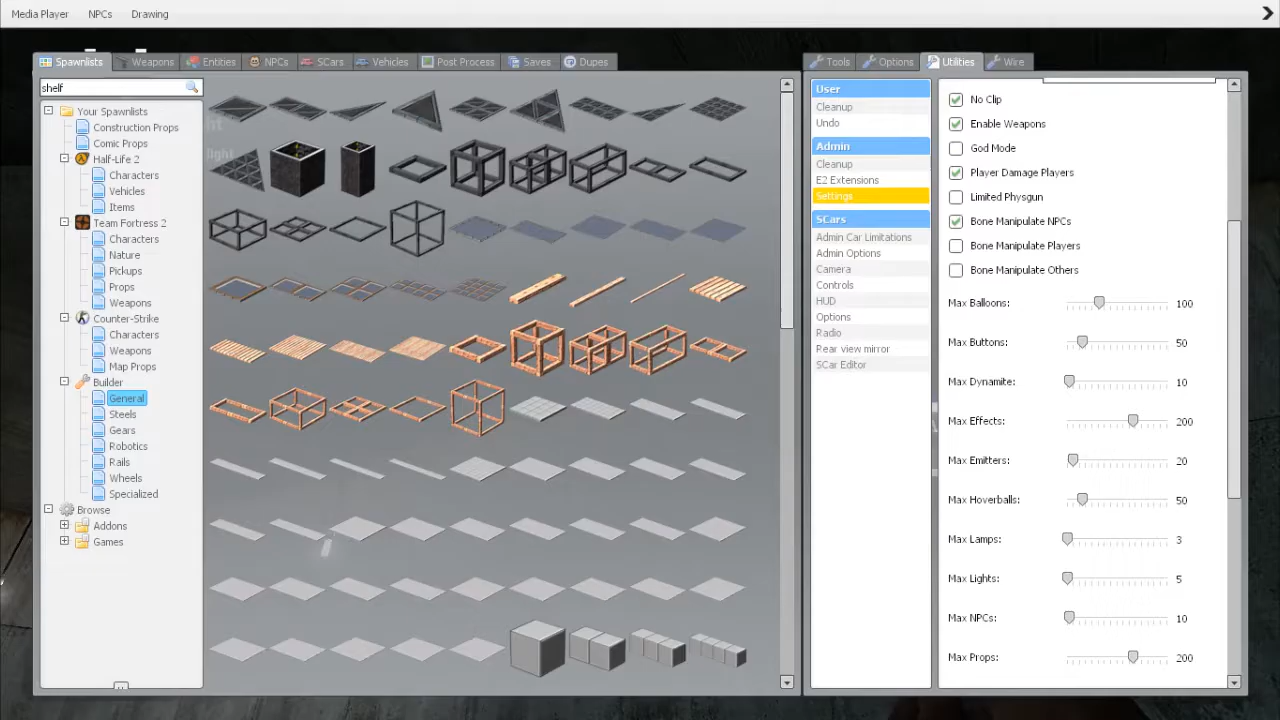 Media Player NPCs Drawing
Spawnlists Weapons Entities NPCs SCars Vehicles Post Process Saves Dupes
shelf
Your Spawnlists
Construction Props
Comic Props
Half-Life 2
Characters
Vehicles
Items
Team Fortress 2
Characters
Nature
Pickups
Props
Weapons
Counter-Strike
Characters
Weapons
Map Props
Builder
General
Steels
Gears
Robotics
Rails
Wheels
Specialized
Browse
Addons
Games
Tools Options Utilities Wire
User
Cleanup
Undo
Admin
Cleanup
E2 Extensions
Settings
SCars
Admin Car Limitations
Admin Options
Camera
Controls
HUD
Options
Radio
Rear view mirror
SCar Editor
No Clip
Enable Weapons
God Mode
Player Damage Players
Limited Physgun
Bone Manipulate NPCs
Bone Manipulate Players
Bone Manipulate Others
Max Balloons: 100
Max Buttons: 50
Max Dynamite: 10
Max Effects: 200
Max Emitters: 20
Max Hoverballs: 50
Max Lamps: 3
Max Lights: 5
Max NPCs: 10
Max Props: 200